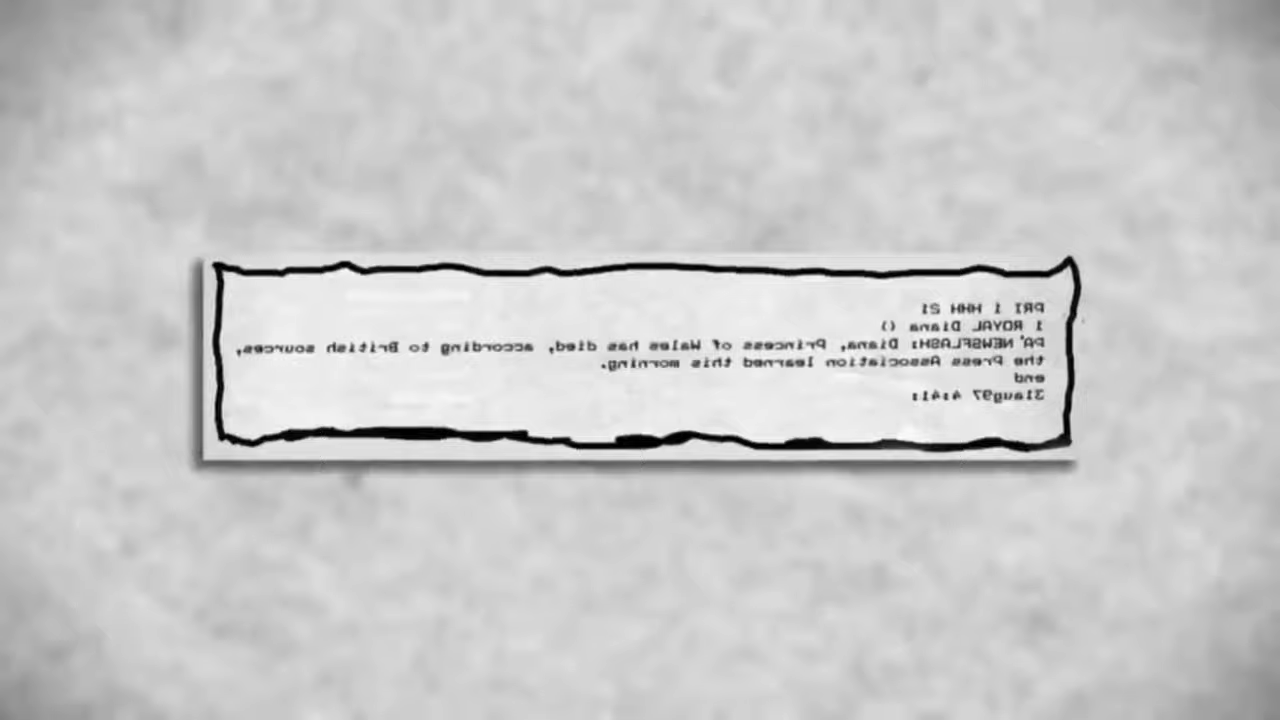 PRI 1 HHH 21
1 ROYAL Diana ()
PA NEWSFLASH: Diana, Princess of Wales has died, according to British sources,
the Press Association learned this morning.
end
31aug97 4:41: